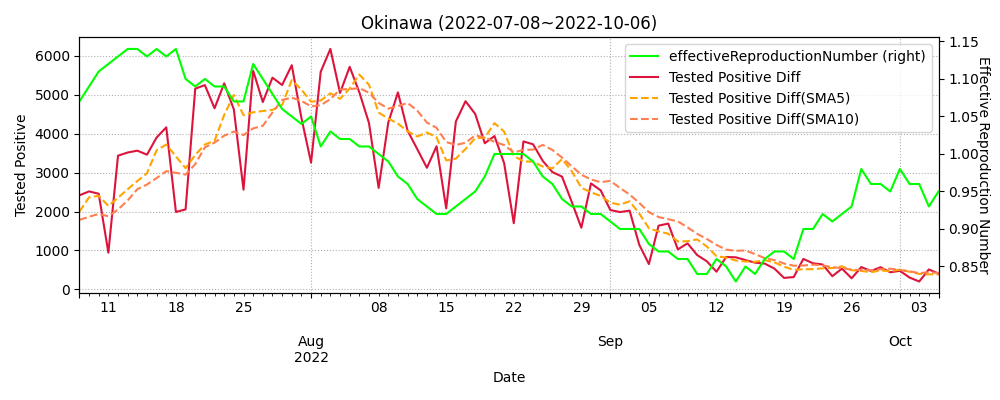 Okinawa (2022-07-08~2022-10-06)
effectiveReproductionNumber (right)
Tested Positive Diff
Tested Positive Diff(SMA5)
Tested Positive Diff(SMA10)
Tested Positive
6000
5000
4000
3000
2000
1000
0
1.15
1.10
1.05
1.00
0.95
0.90
0.85
Effective Reproduction Number
11 18 25 08 15 22 29 05 12 19 26 03
Aug Sep Oct
2022
Date